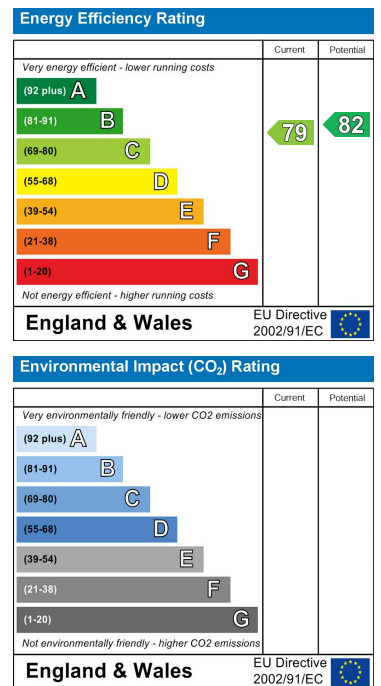 Energy Efficiency Rating
Current Potential
Very energy efficient - lower running costs
(92 plus) A
(81-91) B
(69-80) C
(55-68) D
(39-54) E
(21-38) F
(1-20) G
79 82
Not energy efficient - higher running costs
England & Wales
EU Directive
2002/91/EC
Environmental Impact (CO₂) Rating
Current Potential
Very environmentally friendly - lower CO2 emissions
(92 plus) A
(81-91) B
(69-80) C
(55-68) D
(39-54) E
(21-38) F
(1-20) G
Not environmentally friendly - higher CO2 emissions
England & Wales
EU Directive
2002/91/EC